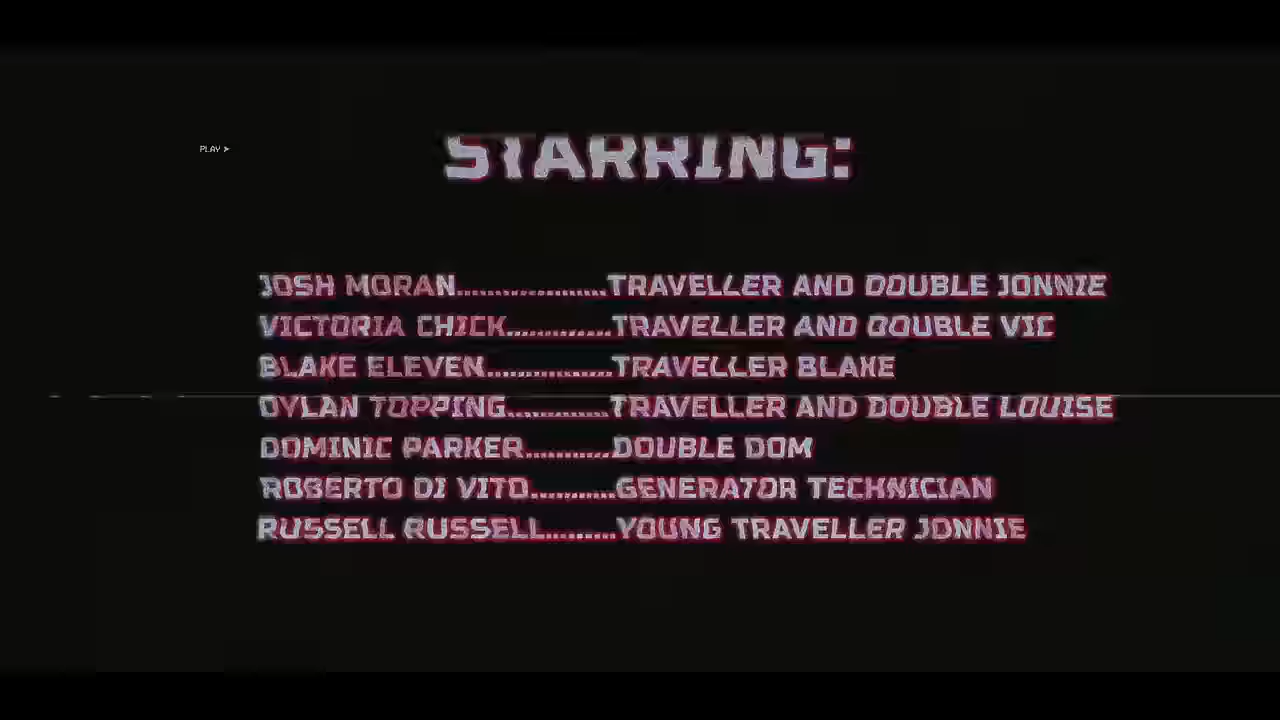 PLAY ➤
STARRING:
JOSH MORAN...................TRAVELLER AND DOUBLE JONNIE
VICTORIA CHICK.............TRAVELLER AND DOUBLE VIC
BLAKE ELEVEN................TRAVELLER BLAKE
DYLAN TOPPING.............TRAVELLER AND DOUBLE LOUISE
DOMINIC PARKER...........DOUBLE DOM
ROBERTO DI VITO...........GENERATOR TECHNICIAN
RUSSELL RUSSELL.........YOUNG TRAVELLER JONNIE